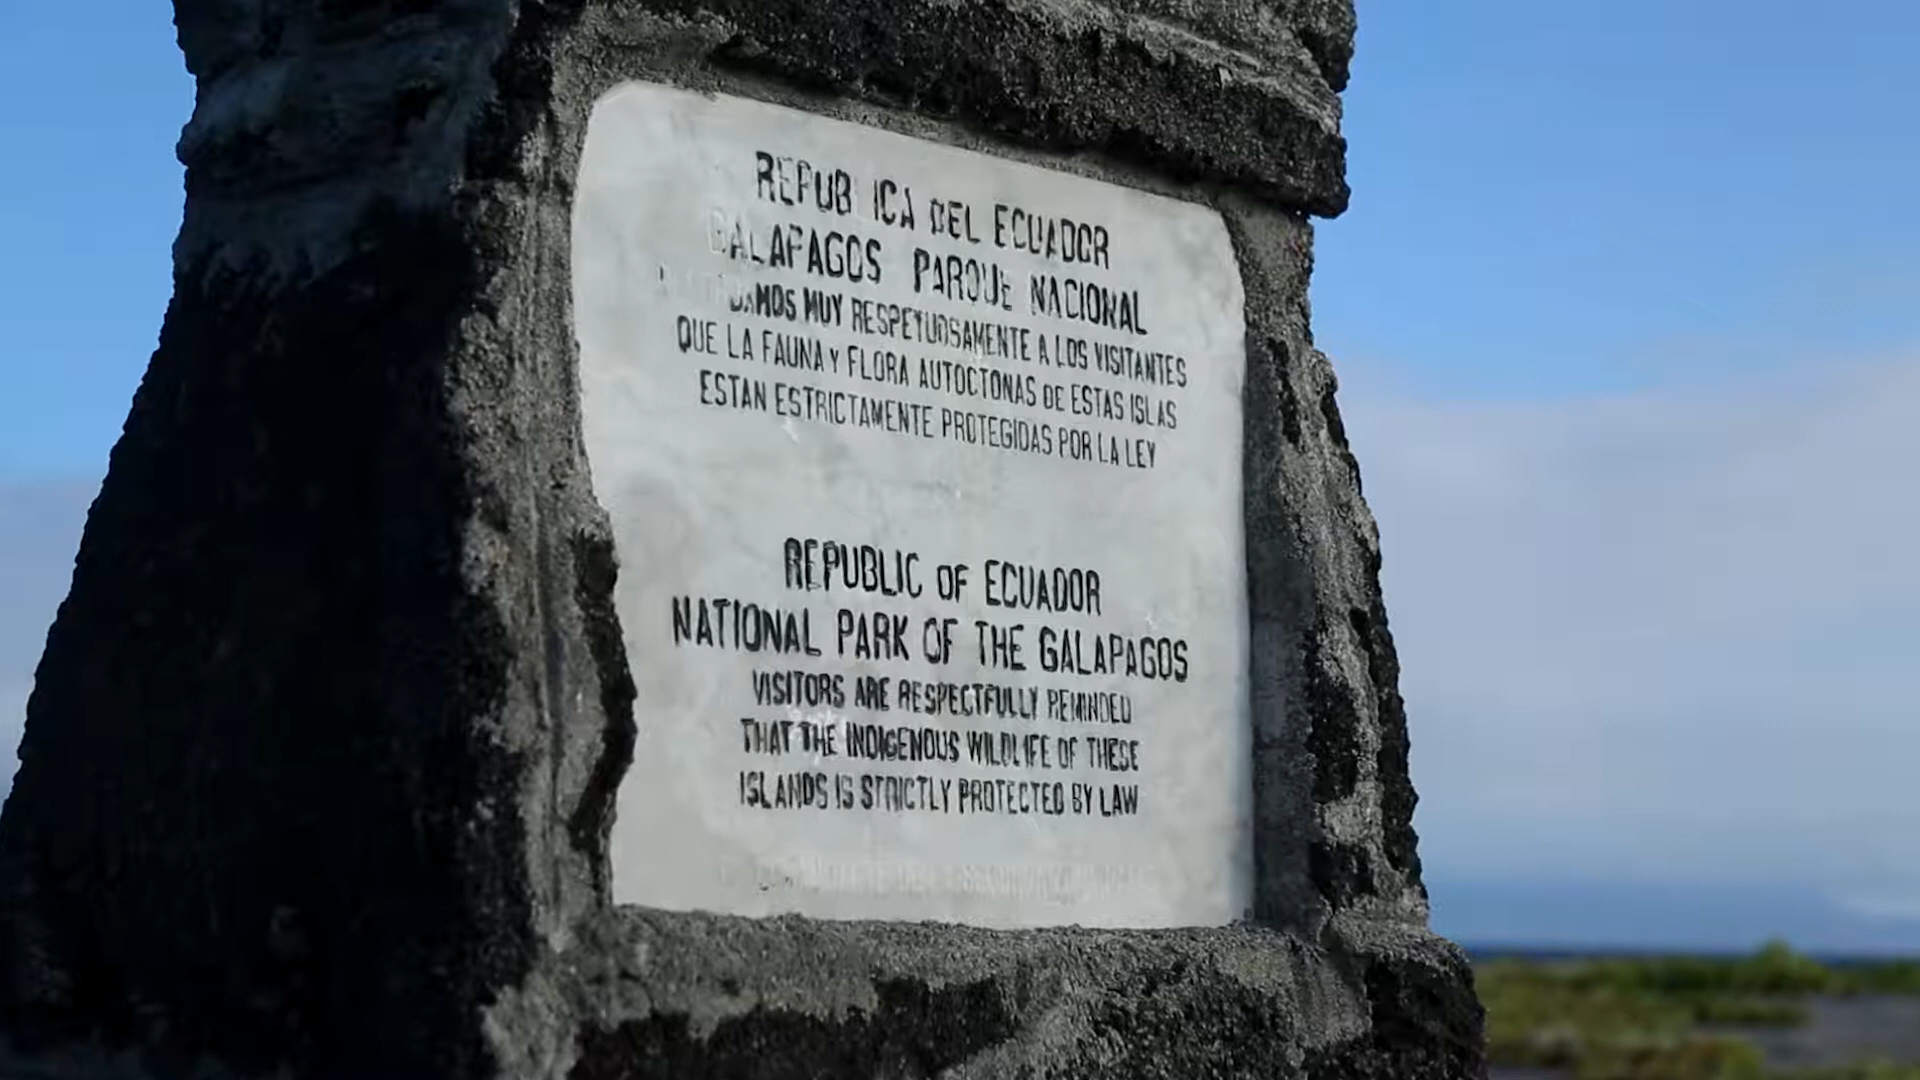 REPUBLICA DEL ECUADOR
GALAPAGOS PARQUE NACIONAL
MUY RESPETUOSAMENTE A LOS VISITANTES
QUE LA FAUNA Y FLORA AUTOCTONAS DE ESTAS ISLAS
ESTAN ESTRICTAMENTE PROTEGIDAS POR LA LEY
REPUBLIC OF ECUADOR
NATIONAL PARK OF THE GALAPAGOS
VISITORS ARE RESPECTFULLY REMINDED
THAT THE INDIGENOUS WILDLIFE OF THESE
ISLANDS IS STRICTLY PROTECTED BY LAW